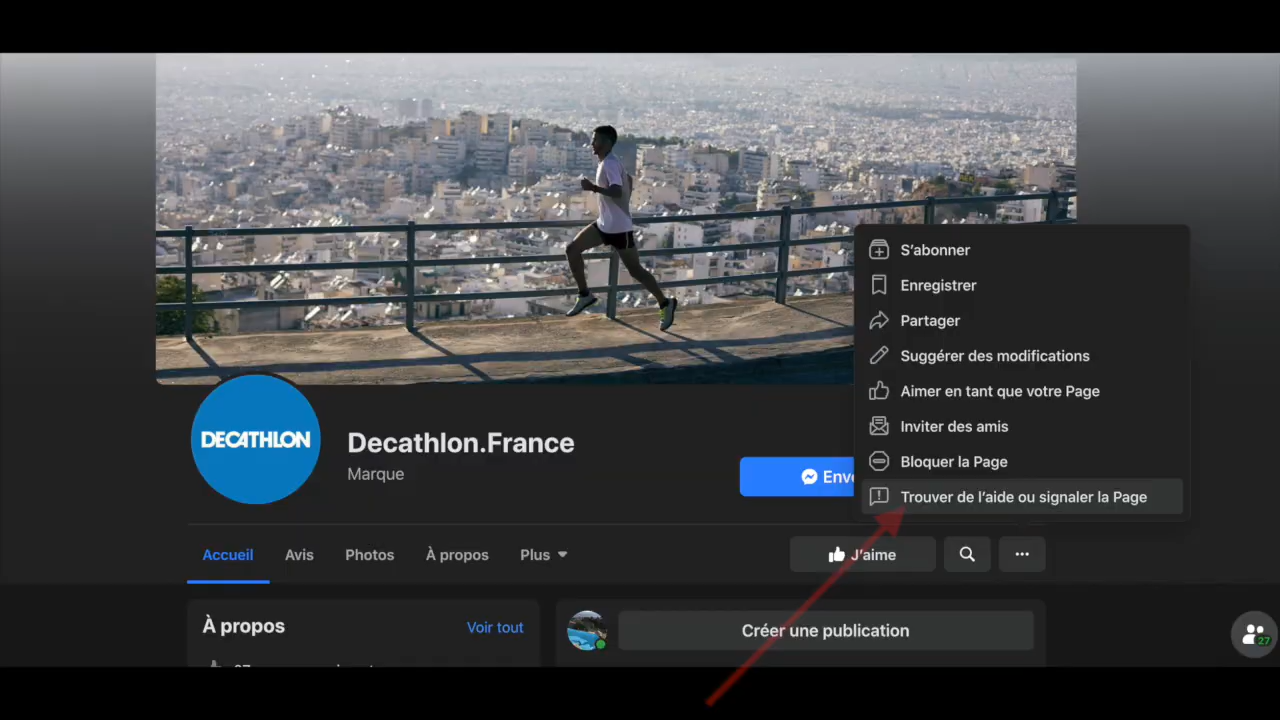 S'abonner
Enregistrer
Partager
Suggérer des modifications
Aimer en tant que votre Page
Inviter des amis
Bloquer la Page
Trouver de l'aide ou signaler la Page
DECATHLON
Decathlon.France
Marque
Accueil
Avis
Photos
À propos
Plus
J'aime
À propos
Voir tout
Créer une publication
27